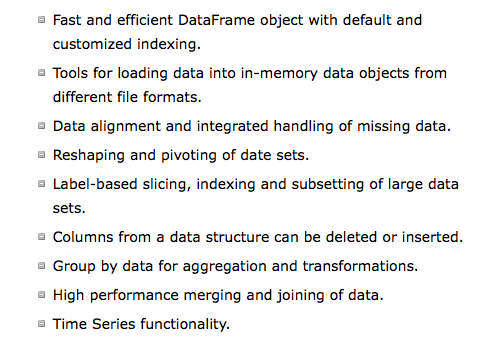 Fast and efficient DataFrame object with default and
customized indexing.
Tools for loading data into in-memory data objects from
different file formats.
Data alignment and integrated handling of missing data.
Reshaping and pivoting of date sets.
Label-based slicing, indexing and subsetting of large data
sets.
Columns from a data structure can be deleted or inserted.
Group by data for aggregation and transformations.
High performance merging and joining of data.
Time Series functionality.